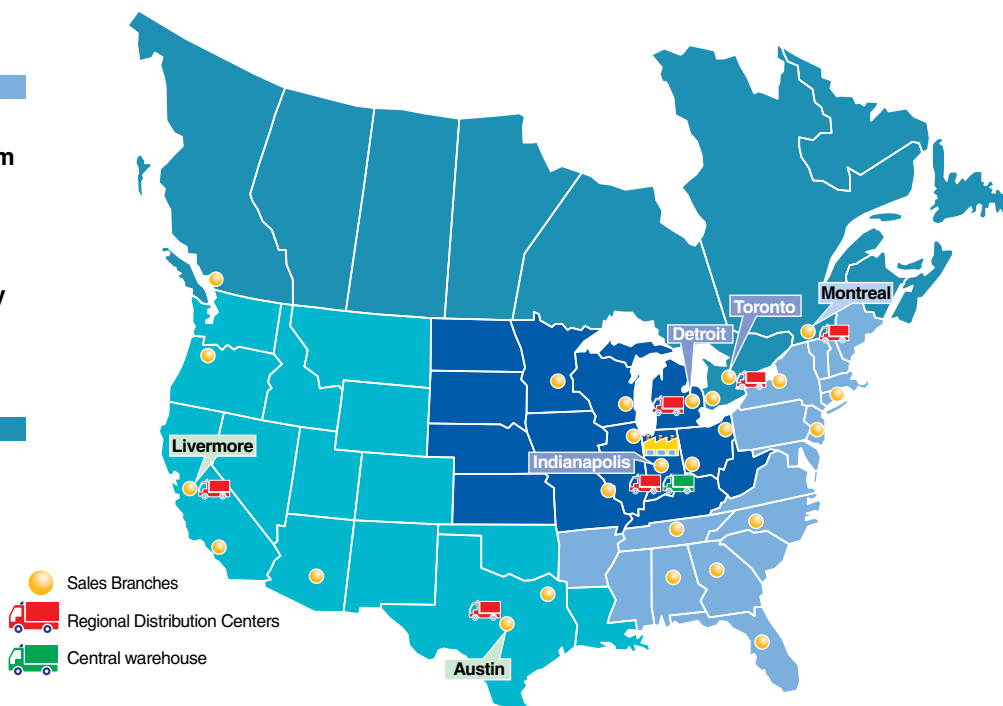 m
y
Montreal
Toronto
Detroit
Livermore
Indianapolis
Austin
Sales Branches
Regional Distribution Centers
Central warehouse